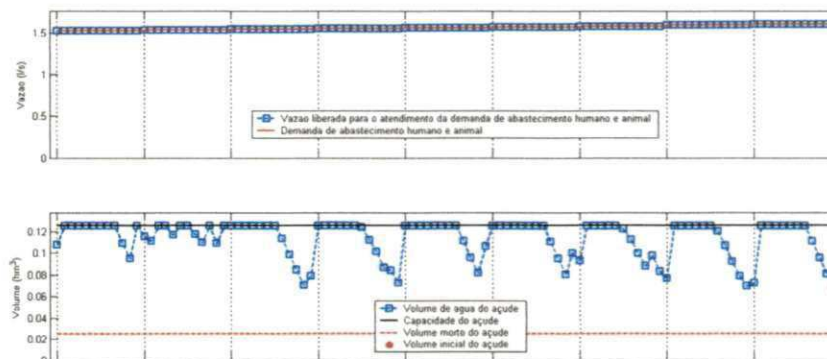 1.5
1
0.5
0
Vazao (l/s)
Vazao liberada para o atendimento da demanda de abastecimento humano e animal
Demanda de abastecimento humano e animal
0.12
0.1
0.08
0.06
0.04
0.02
0
Volume (hm³)
Volume de agua do açude
Capacidade do açude
Volume morto do açude
Volume inicial do açude